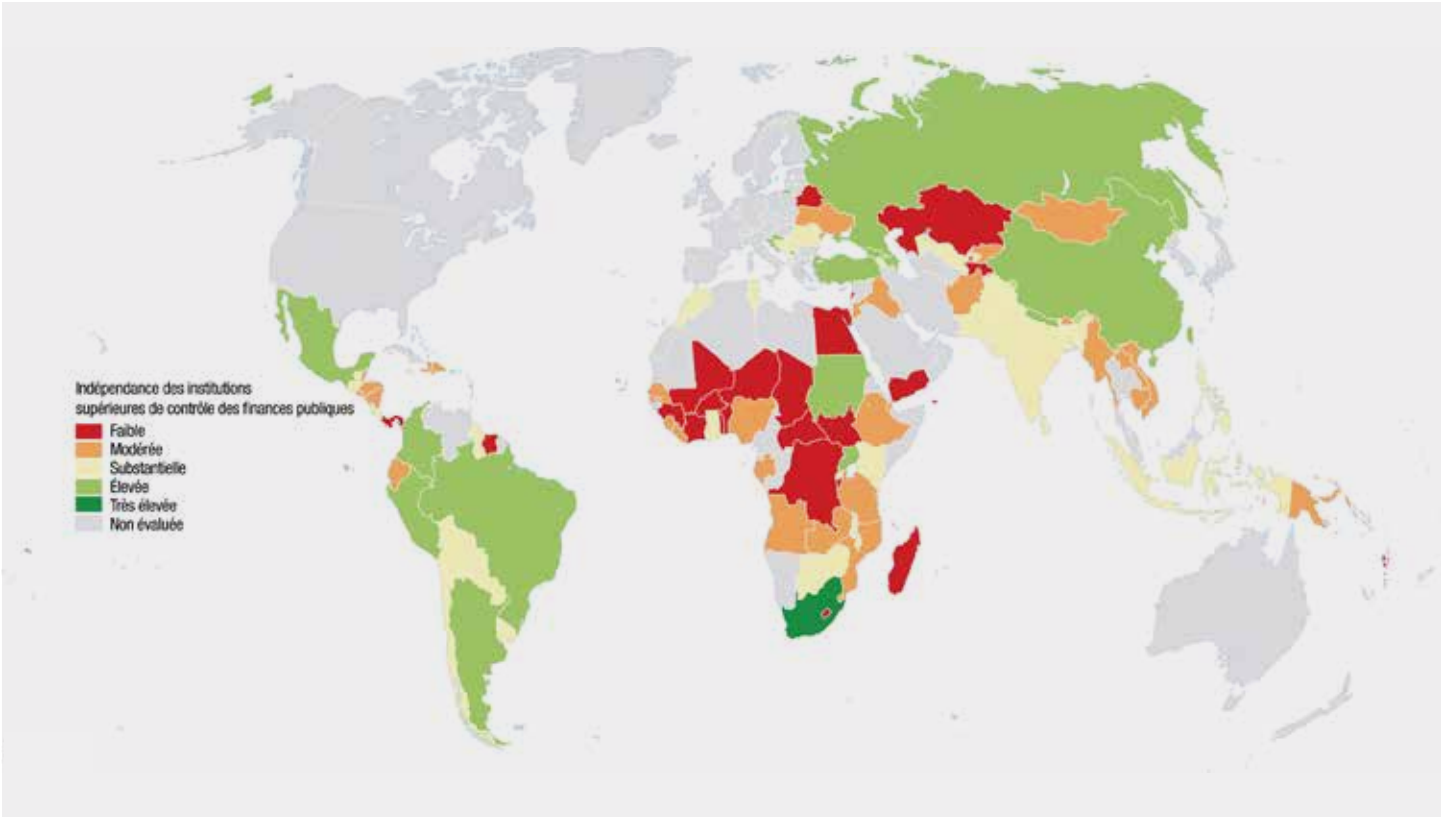 Indépendance des institutions
supérieures de contrôle des finances publiques
Faible
Modérée
Substantielle
Élevée
Très élevée
Non évaluée